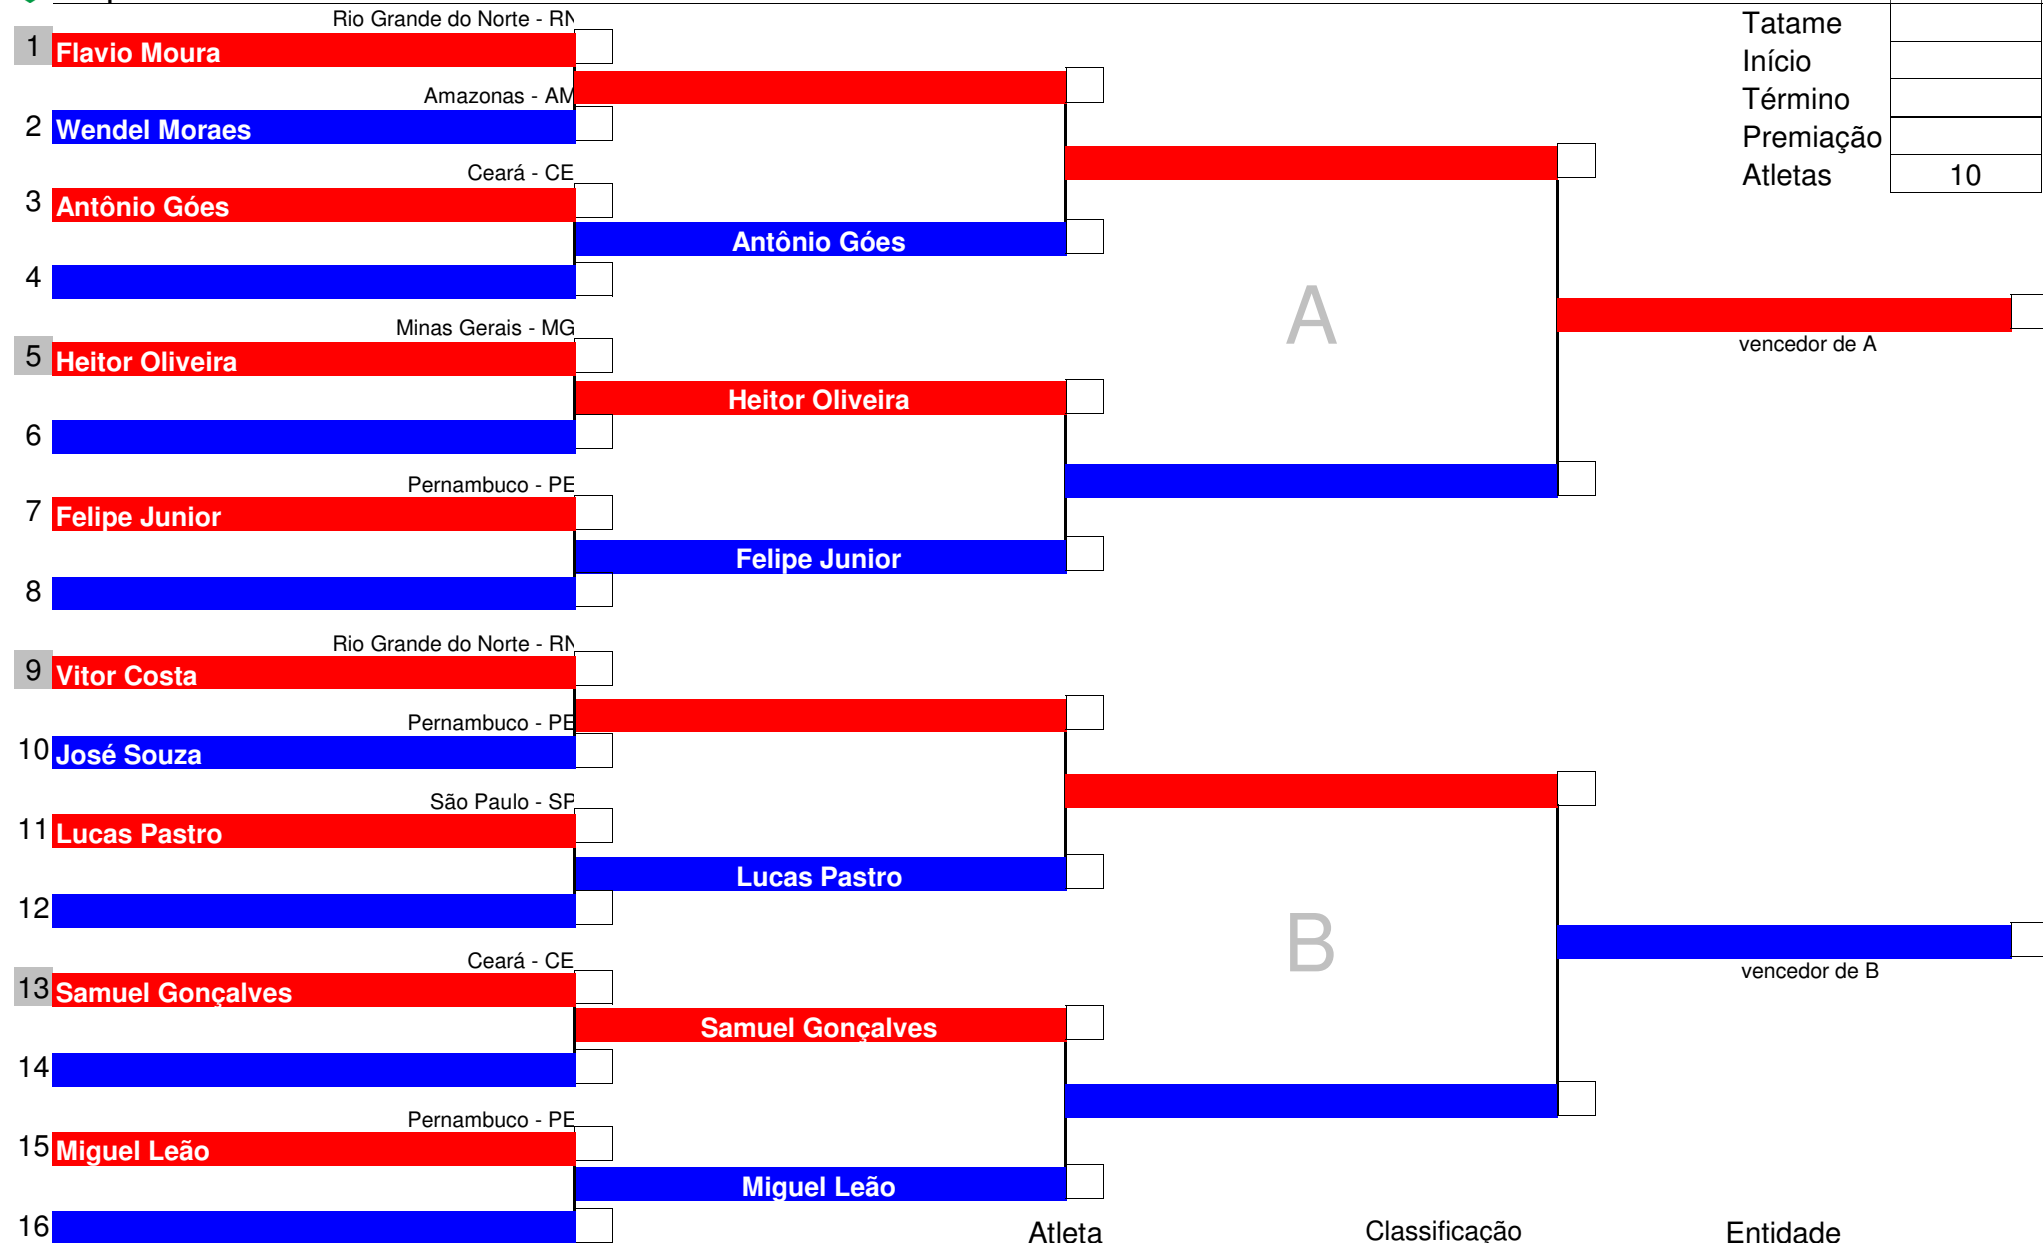 Rio Grande do Norte - RN
1 Flavio Moura
Amazonas - AM
2 Wendel Moraes
Ceará - CE
3 Antônio Góes
Antônio Góes
4
Minas Gerais - MG
5 Heitor Oliveira
Heitor Oliveira
6
Pernambuco - PE
7 Felipe Junior
Felipe Junior
8
Rio Grande do Norte - RN
9 Vitor Costa
Pernambuco - PE
10 José Souza
São Paulo - SP
11 Lucas Pastro
Lucas Pastro
12
Ceará - CE
13 Samuel Gonçalves
Samuel Gonçalves
14
Pernambuco - PE
15 Miguel Leão
Miguel Leão
16
A
vencedor de A
B
vencedor de B
Tatame
Início
Término
Premiação
Atletas 10
Atleta Classificação Entidade